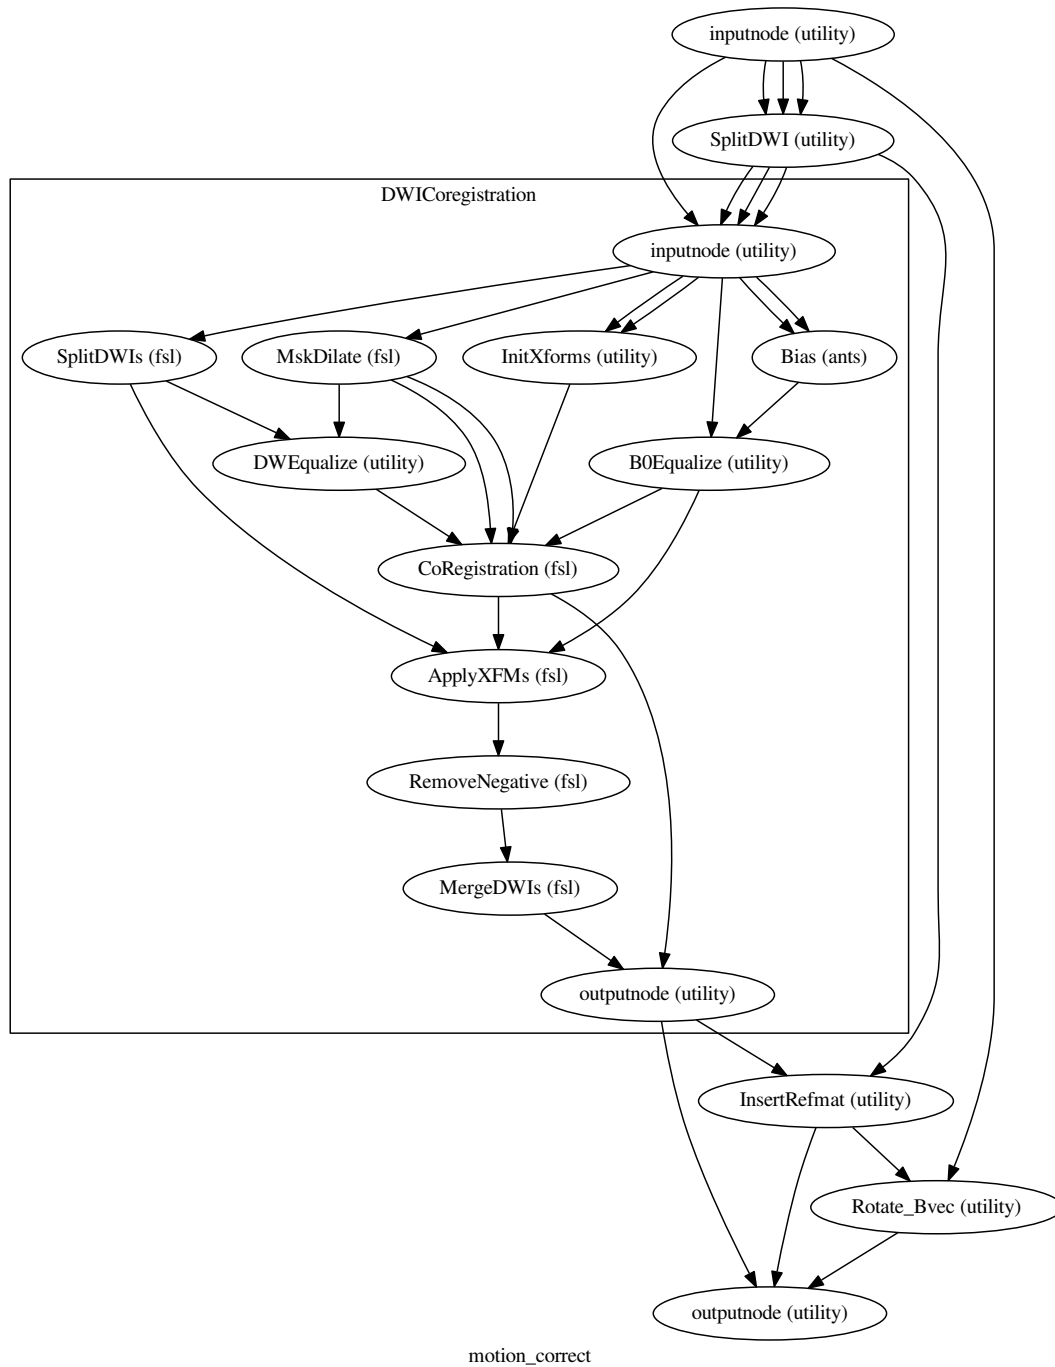 inputnode (utility)
SplitDWI (utility)
DWICoregistration
inputnode (utility)
SplitDWIs (fsl)
MskDilate (fsl)
InitXforms (utility)
Bias (ants)
DWEqualize (utility)
B0Equalize (utility)
CoRegistration (fsl)
ApplyXFMs (fsl)
RemoveNegative (fsl)
MergeDWIs (fsl)
outputnode (utility)
InsertRefmat (utility)
Rotate_Bvec (utility)
outputnode (utility)
motion_correct